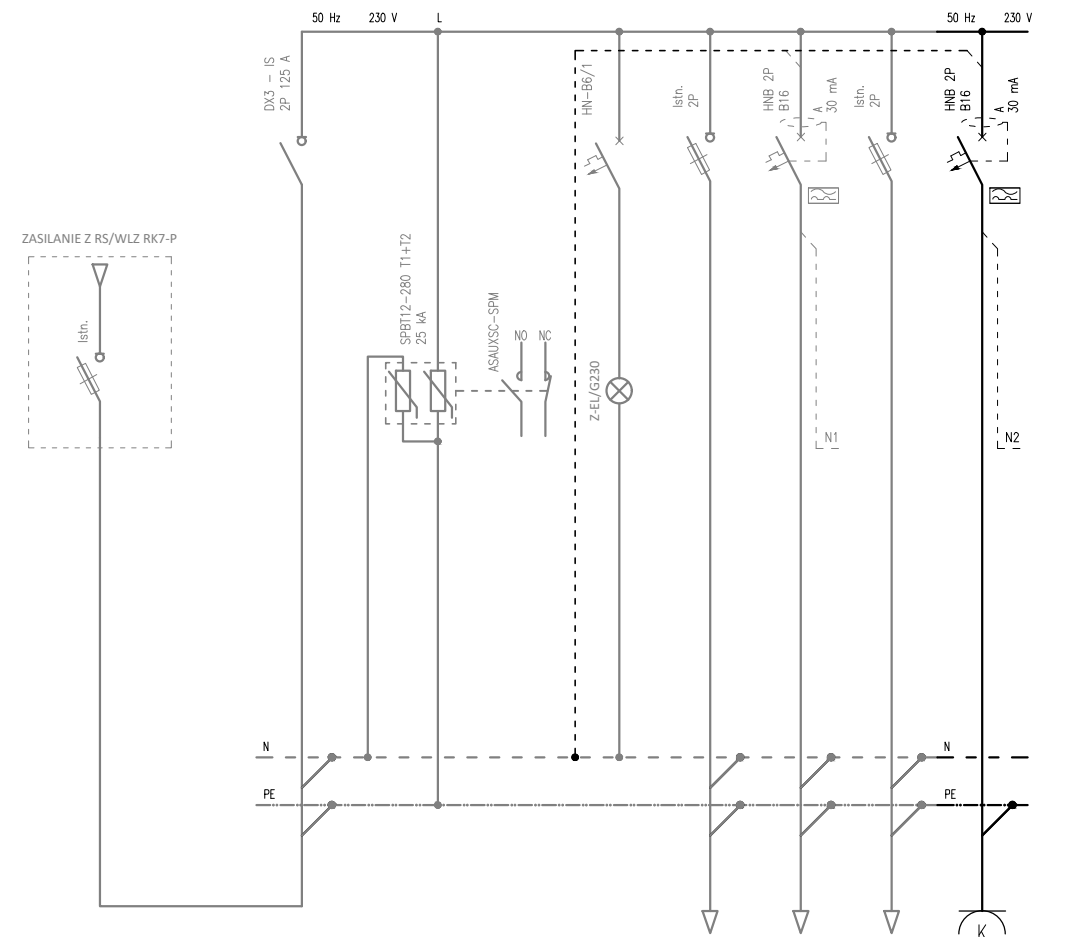 50 Hz 230 V L
50 Hz 230 V
DX3 - IS
2P 125 A
HN-B6/1
Istn.
2P
HNB 2P
B16
A
30 mA
Istn.
2P
HNB 2P
B16
A
30 mA
ZASILANIE Z RS/WLZ RK7-P
Istn.
SPBT12-280 T1+T2
25 kA
ASAUXSC-SPM
NO NC
Z-EL/G230
N1
N2
N
N
PE
PE
K